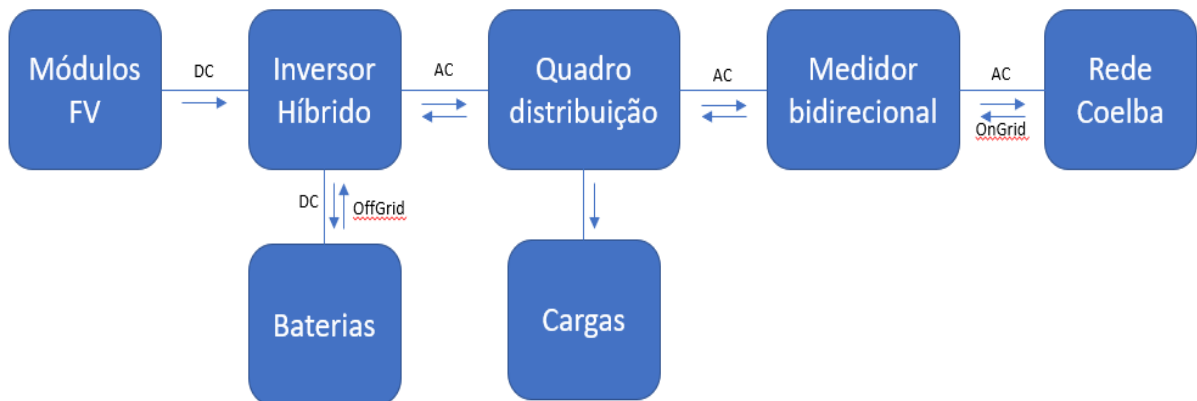 Módulos
FV
DC
Inversor
Híbrido
AC
Quadro
distribuição
AC
Medidor
bidirecional
AC
OnGrid
Rede
Coelba
DC
OffGrid
Baterias
Cargas